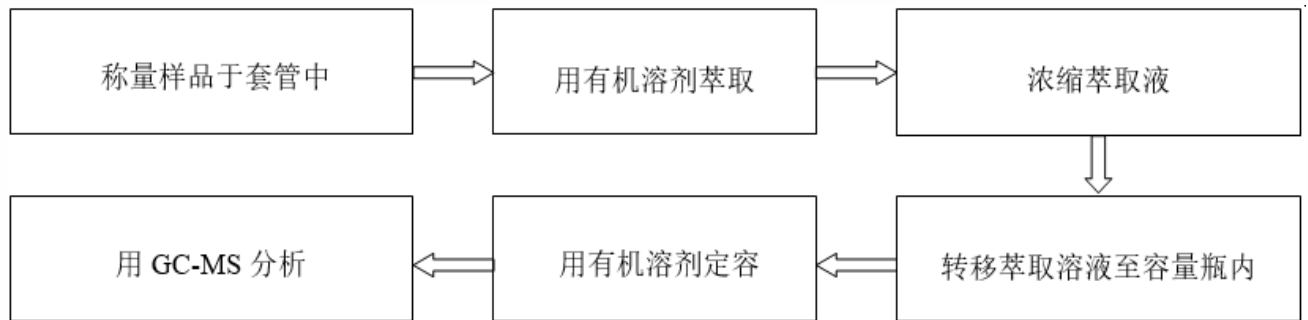 称量样品于套管中
用有机溶剂萃取
浓缩萃取液
转移萃取溶液至容量瓶内
用有机溶剂定容
用 GC-MS 分析